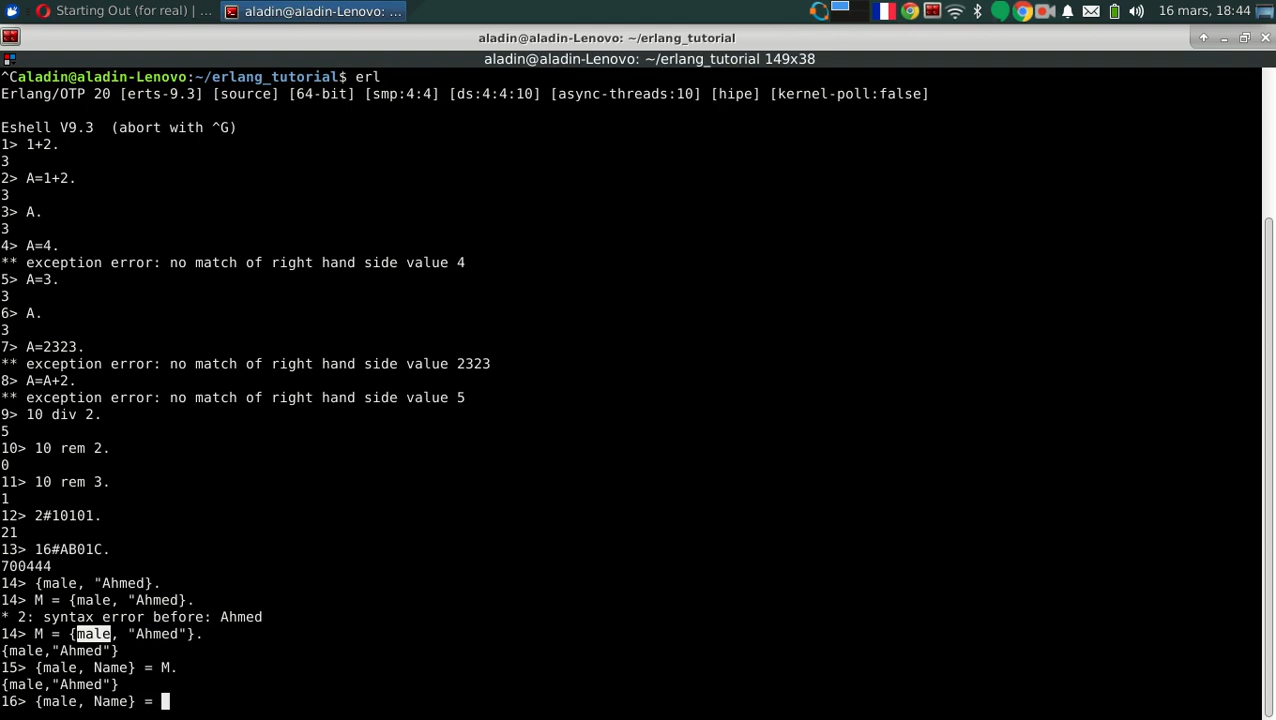 Starting Out (for real) | ...
aladin@aladin-Lenovo: ...
16 mars, 18:44
aladin@aladin-Lenovo: ~/erlang_tutorial
aladin@aladin-Lenovo: ~/erlang_tutorial 149x38
^Caladin@aladin-Lenovo:~/erlang_tutorial$ erl
Erlang/OTP 20 [erts-9.3] [source] [64-bit] [smp:4:4] [ds:4:4:10] [async-threads:10] [hipe] [kernel-poll:false]
Eshell V9.3  (abort with ^G)
1> 1+2.
3
2> A=1+2.
3
3> A.
3
4> A=4.
** exception error: no match of right hand side value 4
5> A=3.
3
6> A.
3
7> A=2323.
** exception error: no match of right hand side value 2323
8> A=A+2.
** exception error: no match of right hand side value 5
9> 10 div 2.
5
10> 10 rem 2.
0
11> 10 rem 3.
1
12> 2#10101.
21
13> 16#AB01C.
700444
14> {male, "Ahmed}.
14> M = {male, "Ahmed}.
* 2: syntax error before: Ahmed
14> M = {male, "Ahmed"}.
{male,"Ahmed"}
15> {male, Name} = M.
{male,"Ahmed"}
16> {male, Name} =